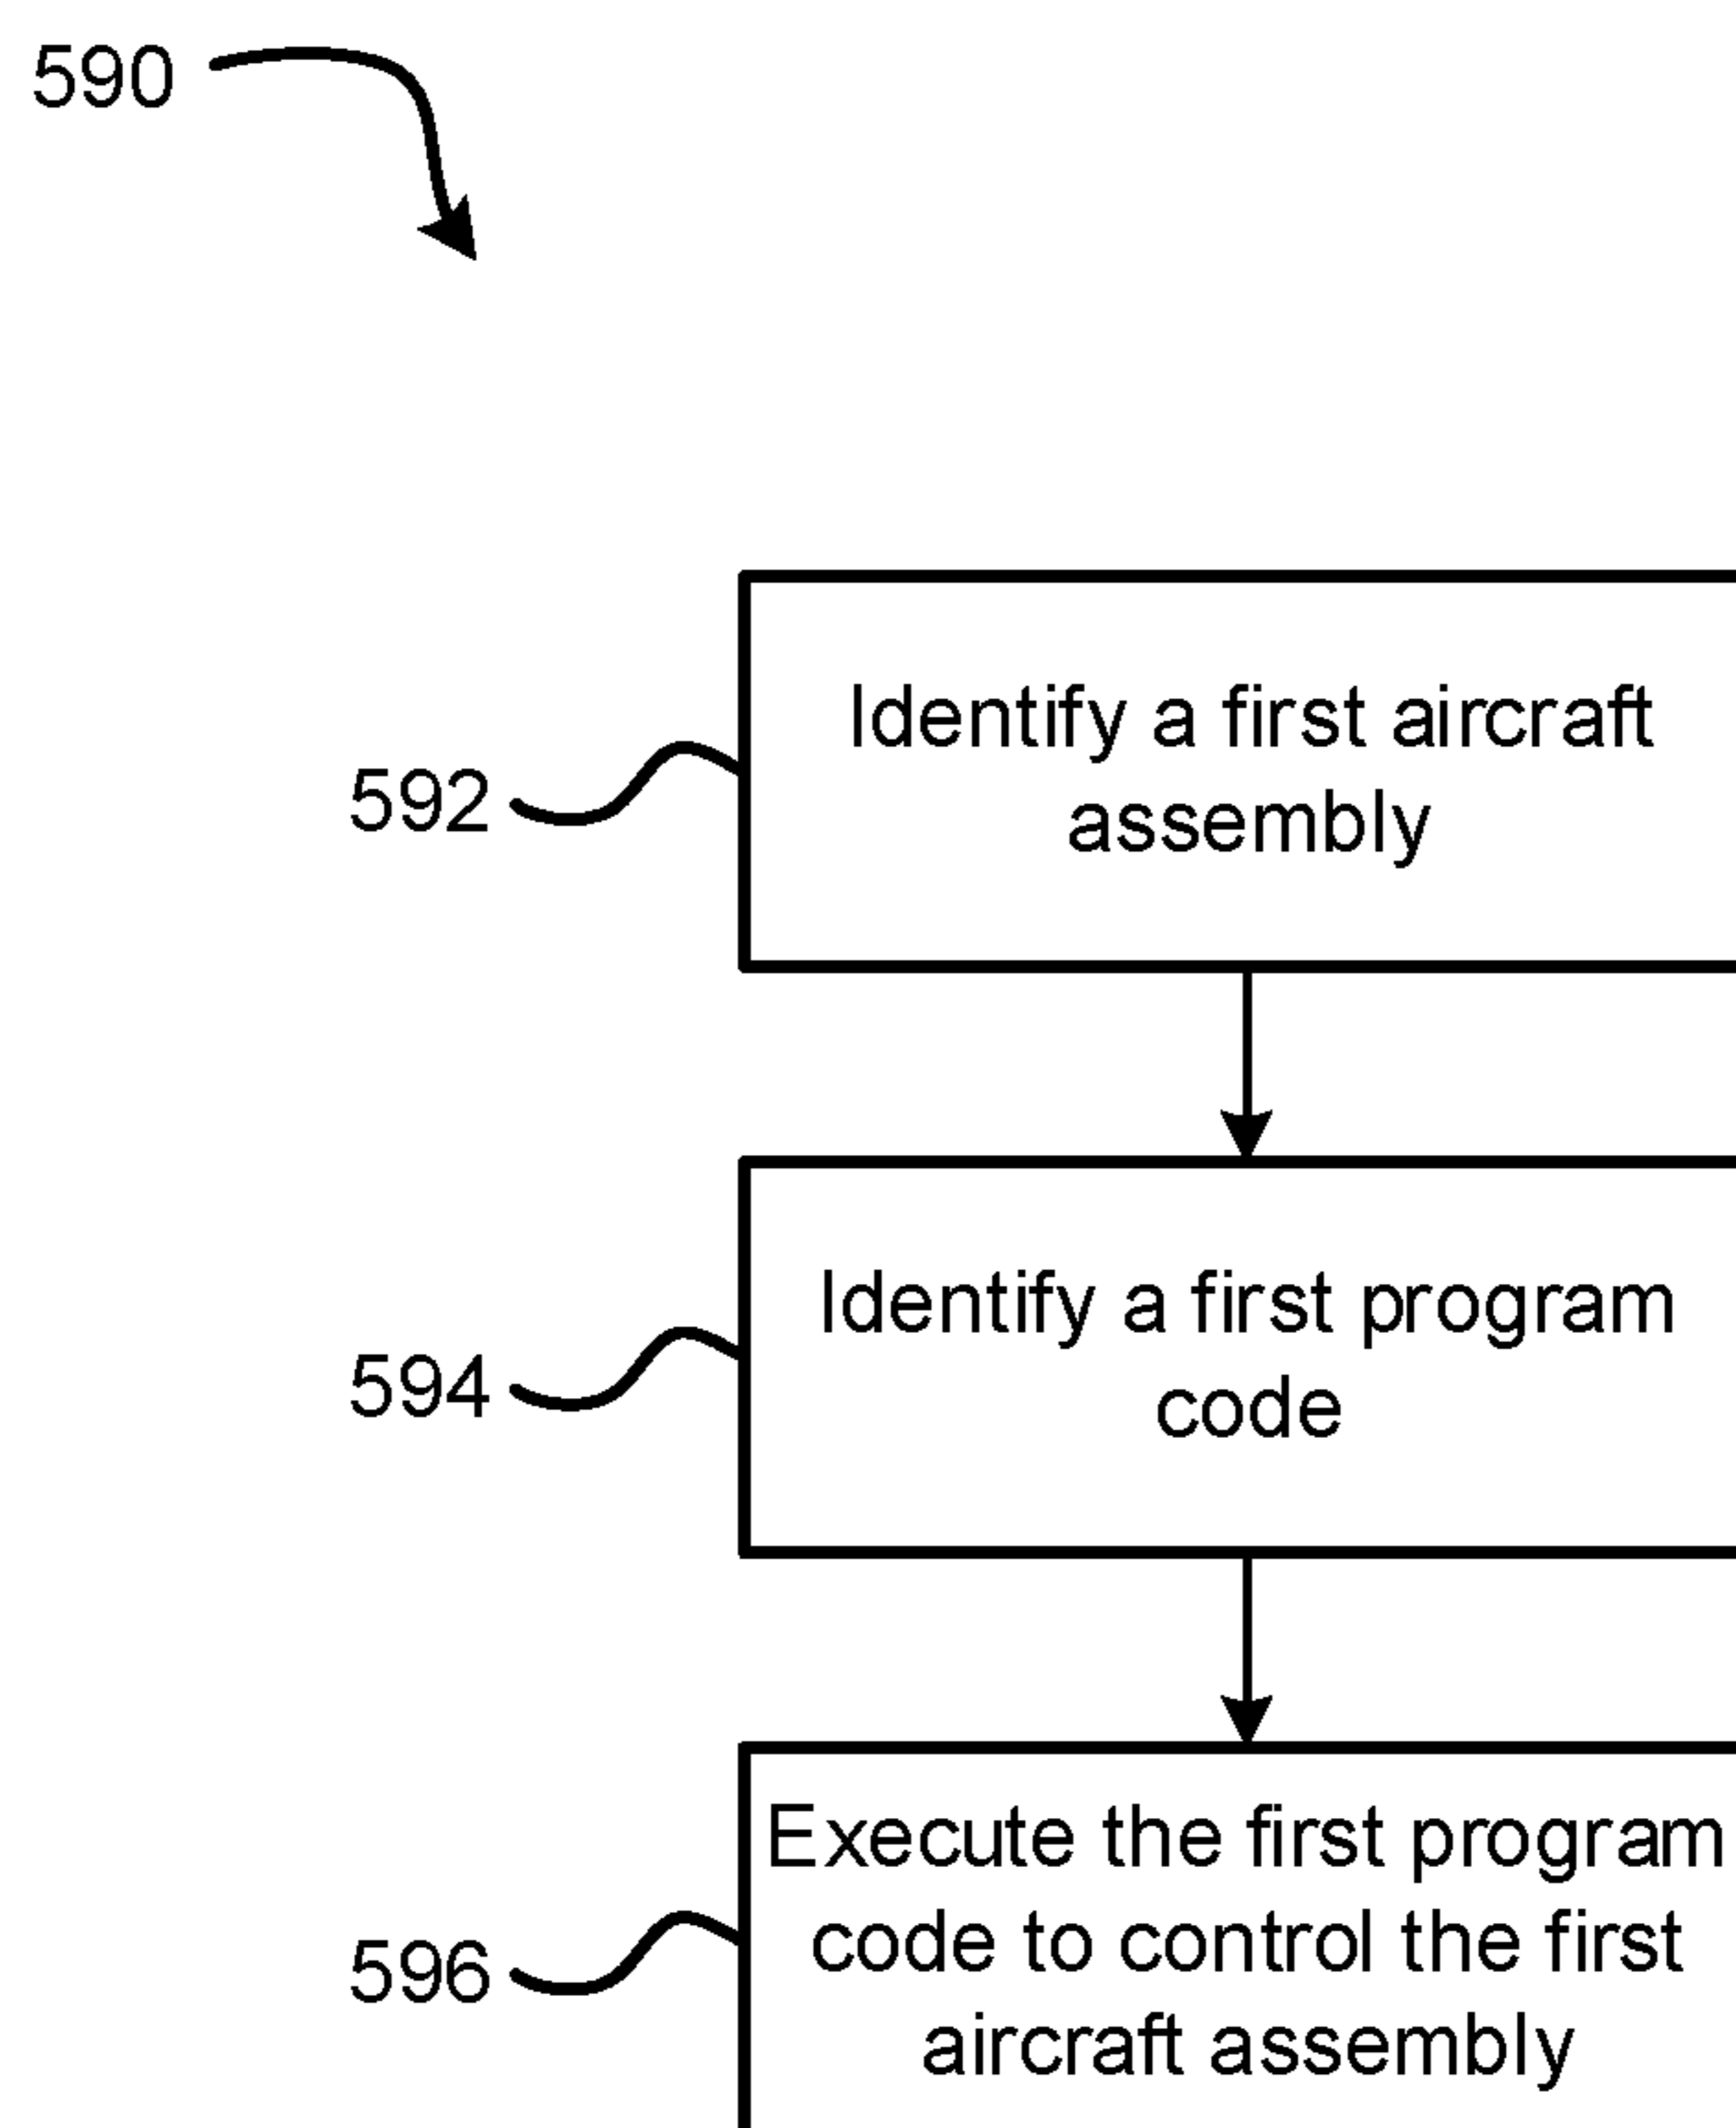 590
592
Identify a first aircraft
assembly
594
Identify a first program
code
596
Execute the first program
code to control the first
aircraft assembly